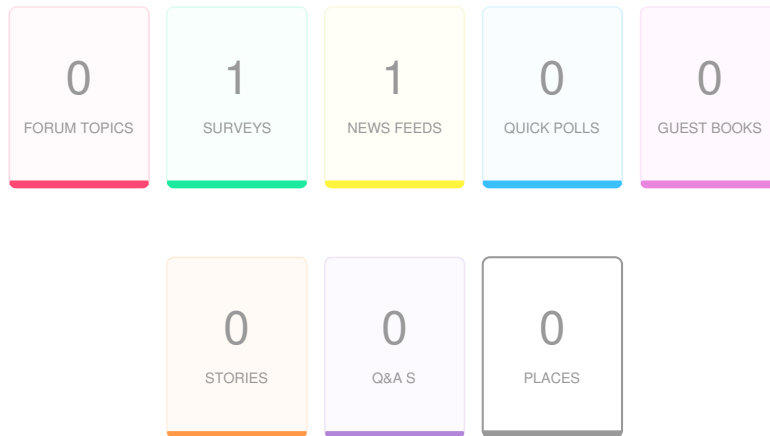 0 1 1 0 0
FORUM TOPICS SURVEYS NEWS FEEDS QUICK POLLS GUEST BOOKS
0 0 0
STORIES Q&A S PLACES